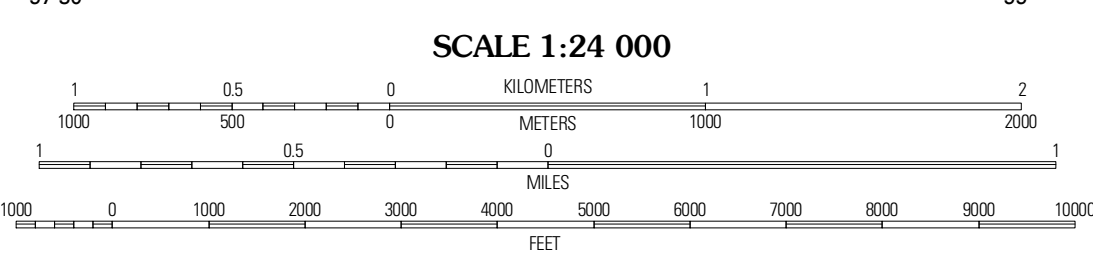 SCALE 1:24 000
1 0.5 0 KILOMETERS 1 2
1000 500 0 METERS 1000 2000
1 0.5 0 1
MILES
1000 0 1000 2000 3000 4000 5000 6000 7000 8000 9000 10000
FEET